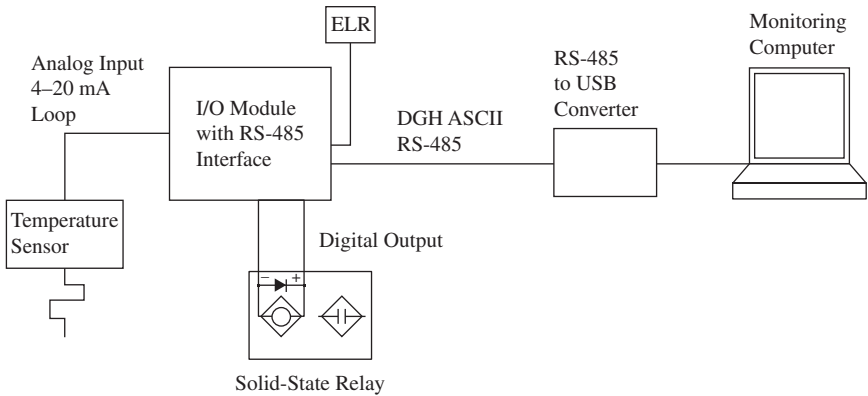 ELR
Analog Input
4–20 mA
Loop
I/O Module
with RS-485
Interface
DGH ASCII
RS-485
RS-485
to USB
Converter
Monitoring
Computer
Temperature
Sensor
Digital Output
− +
Solid-State Relay